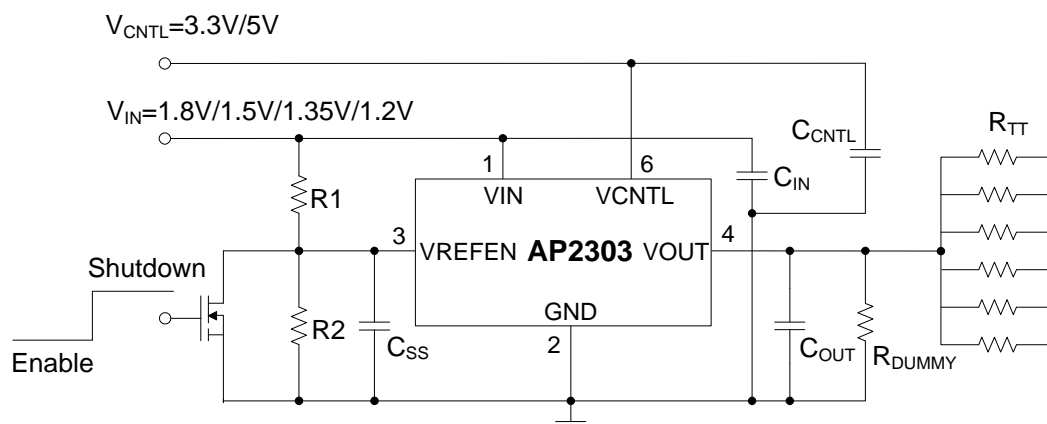 VCNTL=3.3V/5V
VIN=1.8V/1.5V/1.35V/1.2V
RTT
CCNTL
1
6
CIN
R1
VIN
VCNTL
3
VREFEN
AP2303
VOUT
4
Shutdown
GND
R2
CSS
2
COUT
RDUMMY
Enable